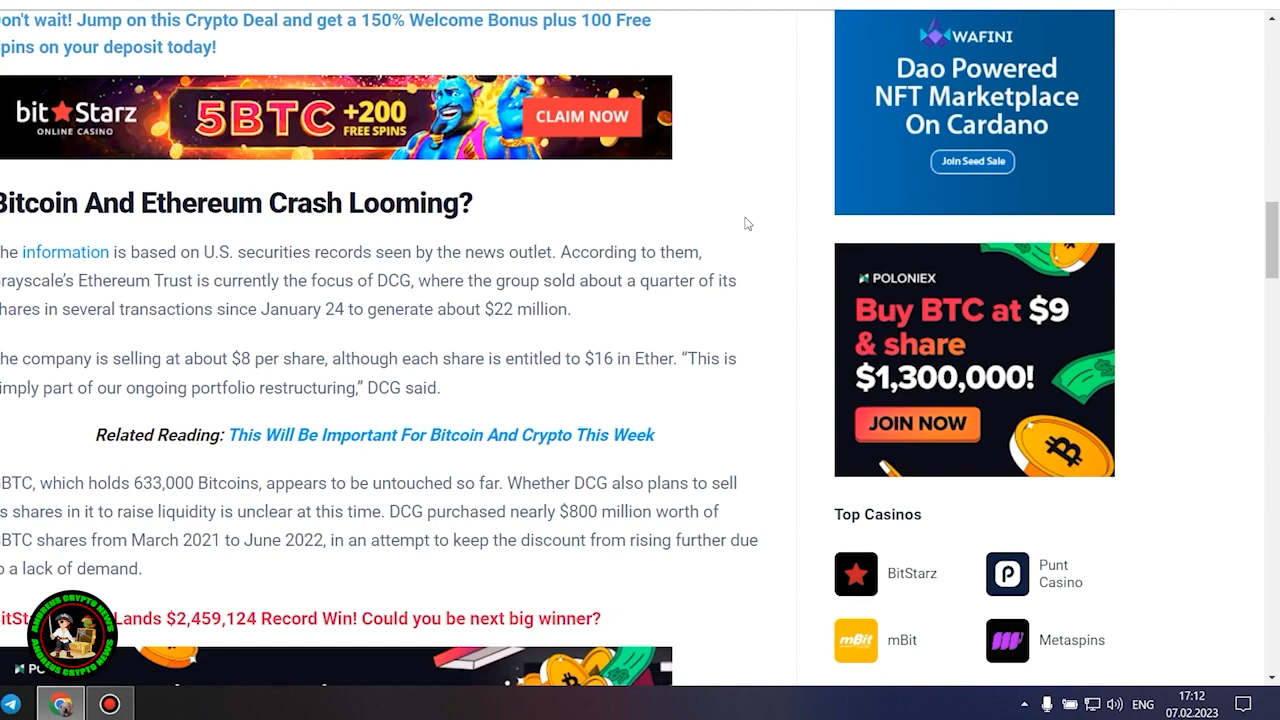 on't wait! Jump on this Crypto Deal and get a 150% Welcome Bonus plus 100 Free
pins on your deposit today!
bit Starz
ONLINE CASINO
5BTC +200
FREE SPINS
CLAIM NOW
Bitcoin And Ethereum Crash Looming?
he information is based on U.S. securities records seen by the news outlet. According to them,
rayscale's Ethereum Trust is currently the focus of DCG, where the group sold about a quarter of its
hares in several transactions since January 24 to generate about $22 million.
he company is selling at about $8 per share, although each share is entitled to $16 in Ether. “This is
imply part of our ongoing portfolio restructuring,” DCG said.
Related Reading: This Will Be Important For Bitcoin And Crypto This Week
BTC, which holds 633,000 Bitcoins, appears to be untouched so far. Whether DCG also plans to sell
s shares in it to raise liquidity is unclear at this time. DCG purchased nearly $800 million worth of
BTC shares from March 2021 to June 2022, in an attempt to keep the discount from rising further due
o a lack of demand.
itSt Lands $2,459,124 Record Win! Could you be next big winner?
ANDREUS CRYPTO NEWS
ANDREUS CRYPTO NEWS
WAFINI
Dao Powered
NFT Marketplace
On Cardano
Join Seed Sale
POLONIEX
Buy BTC at $9
& share
$1,300,000!
JOIN NOW
Top Casinos
BitStarz
Punt
Casino
mBit
mBit
Metaspins
ENG
17:12
07.02.2023